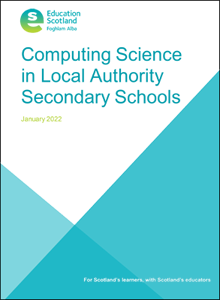 Education
Scotland
Foghlam Alba
Computing Science
in Local Authority
Secondary Schools
January 2022
For Scotland's learners, with Scotland's educators